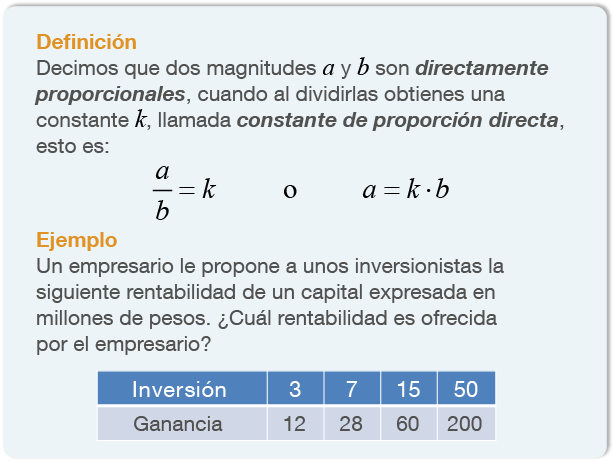 Definición
Decimos que dos magnitudes a y b son directamente
proporcionales, cuando al dividirlas obtienes una
constante k, llamada constante de proporción directa,
esto es:
a/b = k o a = k · b
Ejemplo
Un empresario le propone a unos inversionistas la
siguiente rentabilidad de un capital expresada en
millones de pesos. ¿Cuál rentabilidad es ofrecida
por el empresario?
Inversión 3 7 15 50
Ganancia 12 28 60 200